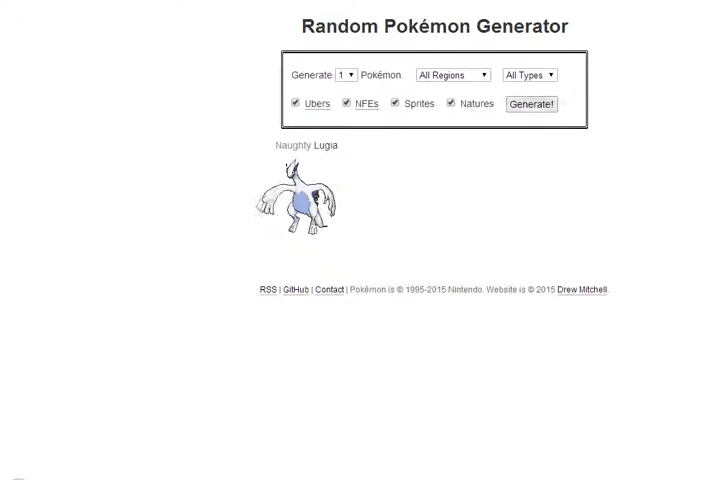 Random Pokémon Generator
Generate 1 Pokémon. All Regions All Types
Ubers NFEs Sprites Natures Generate!
Naughty Lugia
RSS | GitHub | Contact | Pokémon is © 1995-2015 Nintendo. Website is © 2015 Drew Mitchell.